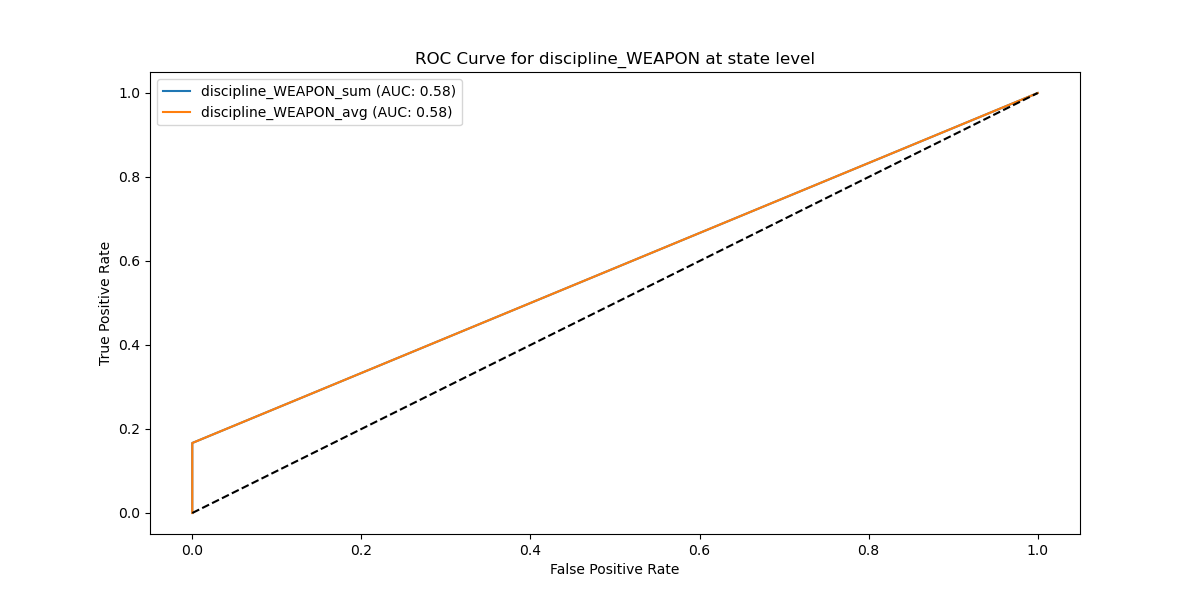 ROC Curve for discipline_WEAPON at state level
discipline_WEAPON_sum (AUC: 0.58)
discipline_WEAPON_avg (AUC: 0.58)
1.0
0.8
0.6
0.4
0.2
0.0
True Positive Rate
0.0 0.2 0.4 0.6 0.8 1.0
False Positive Rate